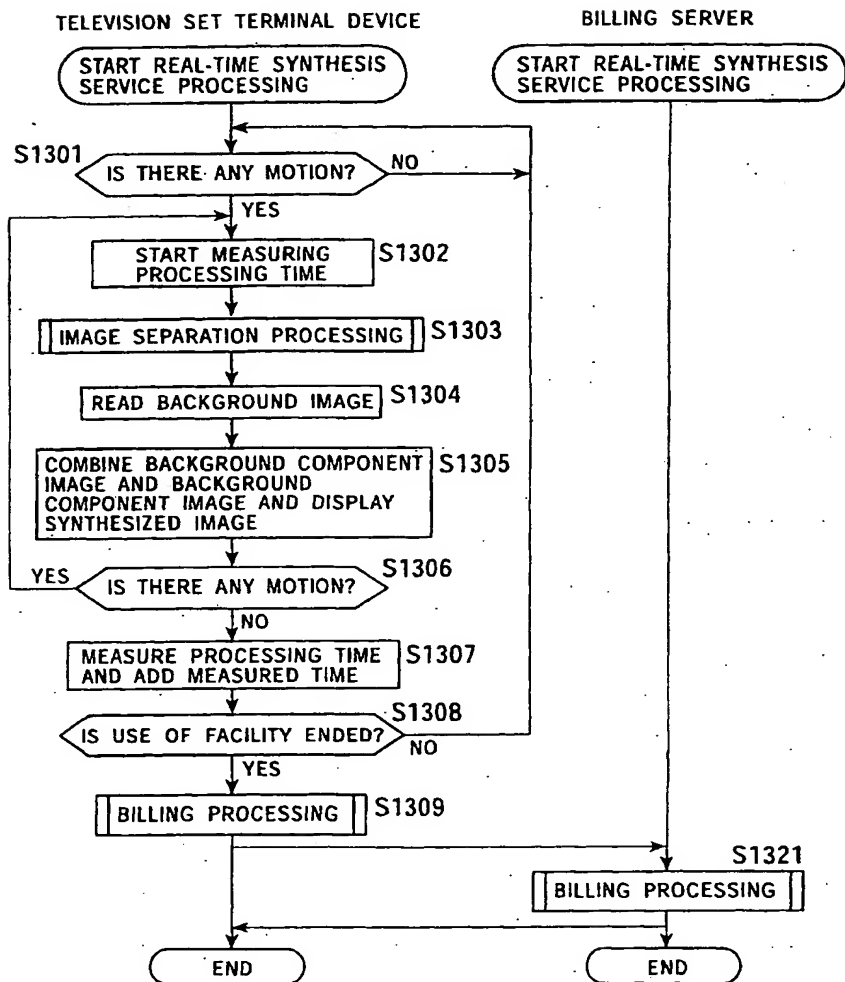 TELEVISION SET TERMINAL DEVICE
BILLING SERVER
START REAL-TIME SYNTHESIS
SERVICE PROCESSING
START REAL-TIME SYNTHESIS
SERVICE PROCESSING
S1301
IS THERE ANY MOTION?
NO
YES
START MEASURING
PROCESSING TIME
S1302
IMAGE SEPARATION PROCESSING
S1303
READ BACKGROUND IMAGE
S1304
COMBINE BACKGROUND COMPONENT
IMAGE AND BACKGROUND
COMPONENT IMAGE AND DISPLAY
SYNTHESIZED IMAGE
S1305
YES
IS THERE ANY MOTION?
S1306
NO
MEASURE PROCESSING TIME
AND ADD MEASURED TIME
S1307
S1308
IS USE OF FACILITY ENDED?
NO
YES
BILLING PROCESSING
S1309
S1321
BILLING PROCESSING
END
END